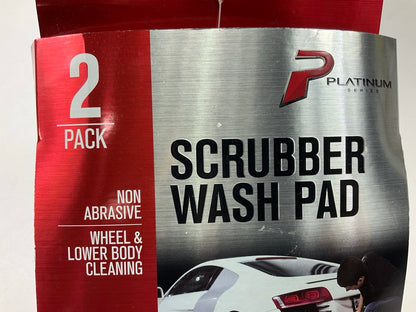 2
PACK
NON
ABRASIVE
WHEEL &
LOWER BODY
CLEANING
PLATINUM
SERIES
SCRUBBER
WASH PAD